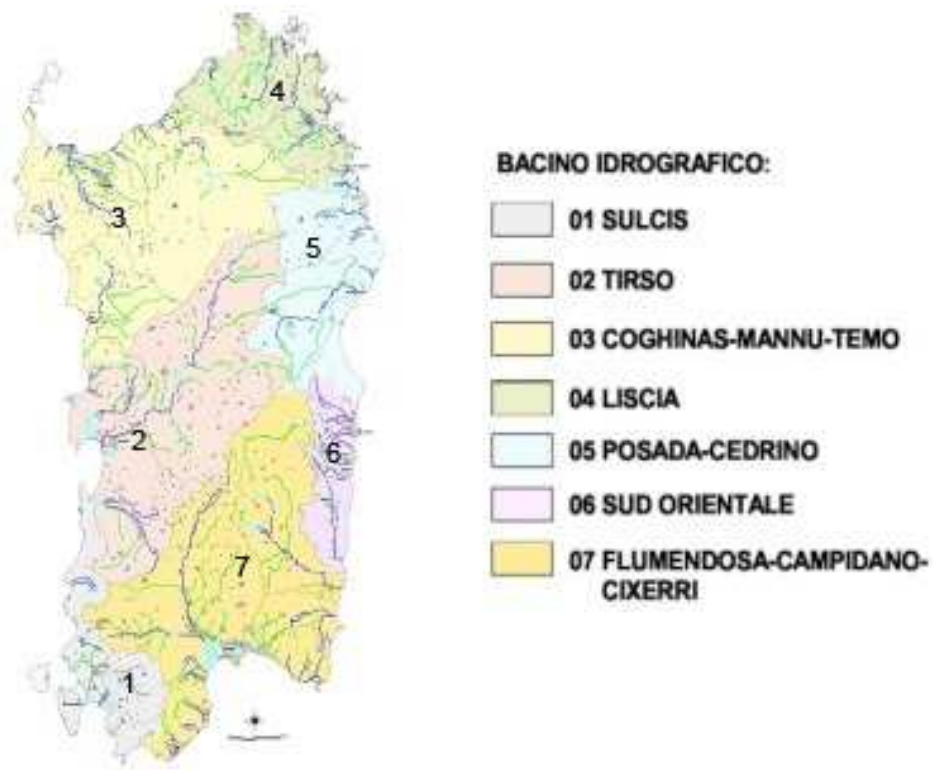 4
3
5
2
6
7
1
BACINO IDROGRAFICO:
01 SULCIS
02 TIRSO
03 COGHINAS-MANNU-TEMO
04 LISCIA
05 POSADA-CEDRINO
06 SUD ORIENTALE
07 FLUMENDOSA-CAMPIDANO-
CIXERRI